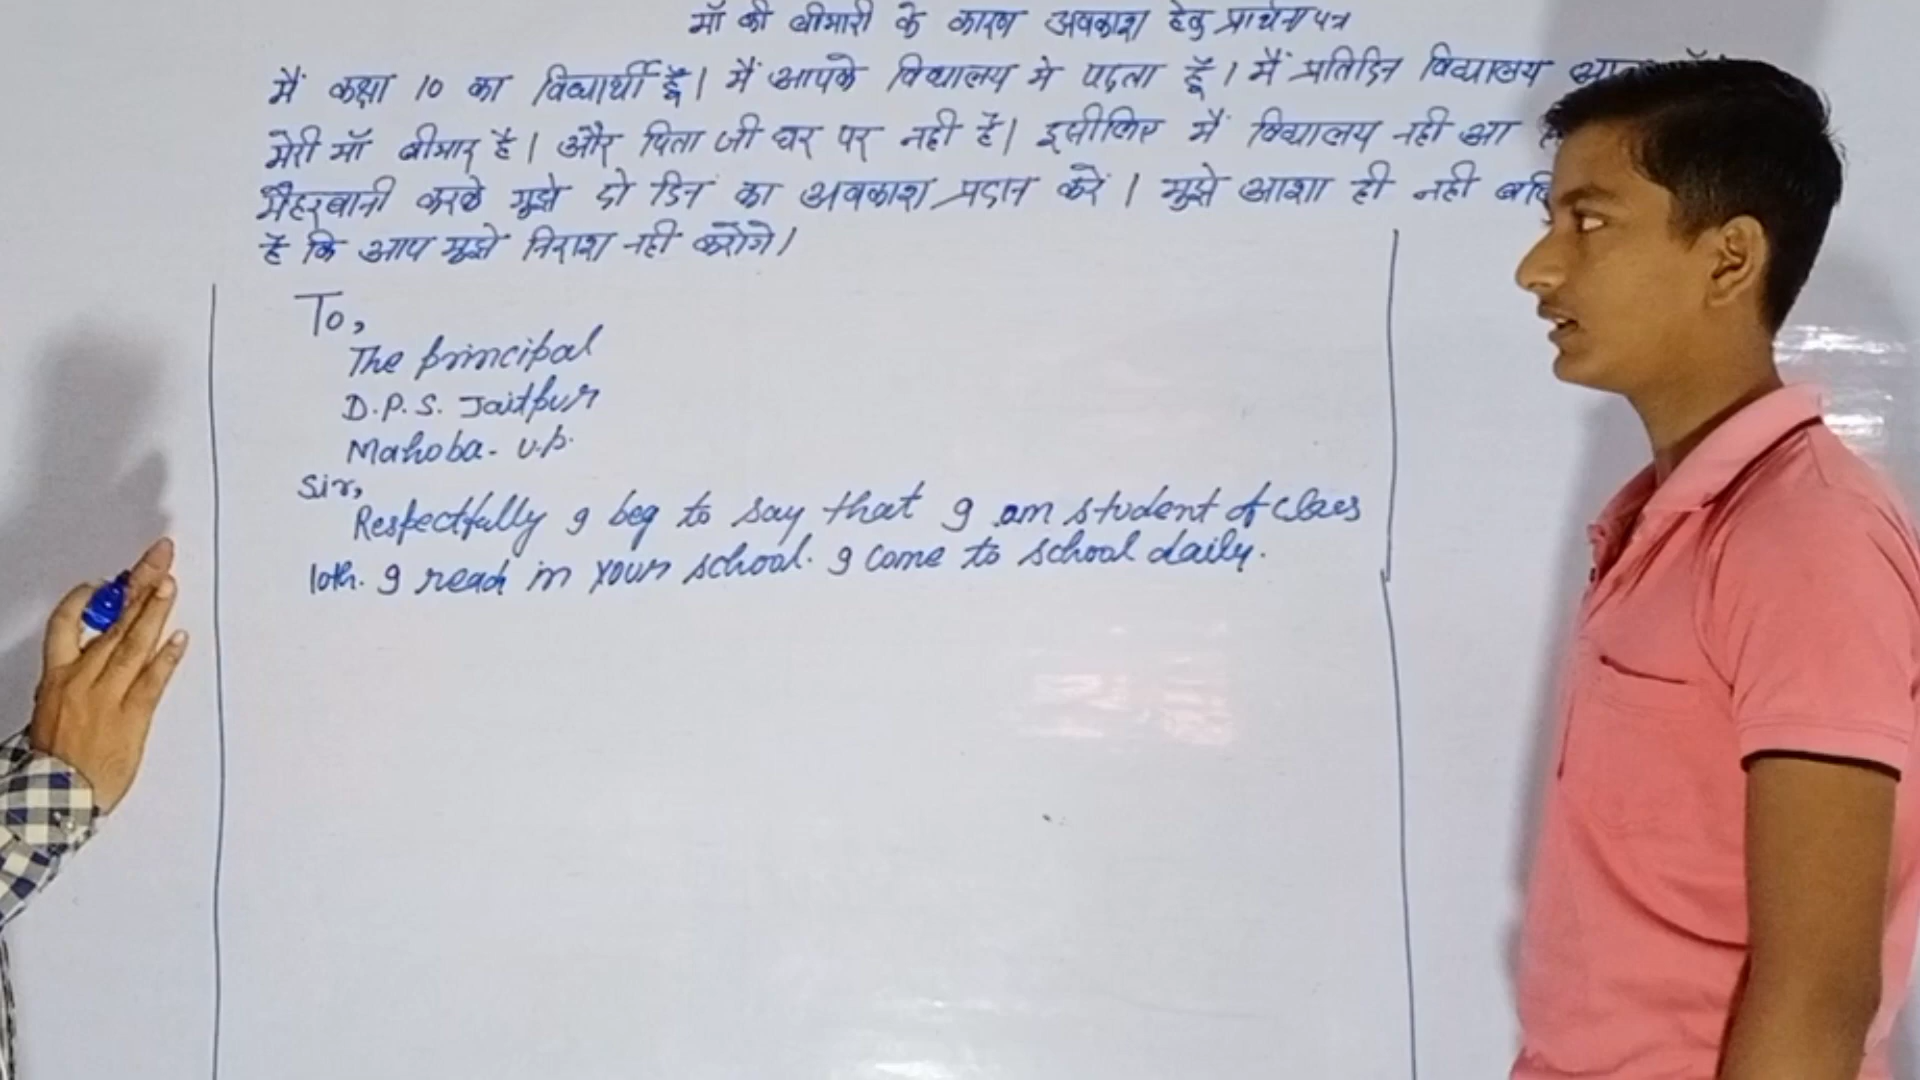 माँ की बीमारी के कारण अवकाश हेतु प्रार्थना पत्र
मैं कक्षा 10 का विद्यार्थी हूँ। मैं आपके विद्यालय मे पढ़ता हूँ। मैं प्रतिदिन विद्यालय
मेरी माँ बीमार है। और पिता जी घर पर नही है। इसीलिए मैं विद्यालय नही आ
मैहरवानी करके मुझे दो दिन का अवकाश प्रदान करें। मुझे आशा ही नही
है कि आप मुझे निराश नही करोगे।
To,
The principal
D.P.S. Jaitpur
Mahoba- U.p.
Sir,
Respectfully I beg to say that I am student of class
10th. I read in your school. I come to school daily.